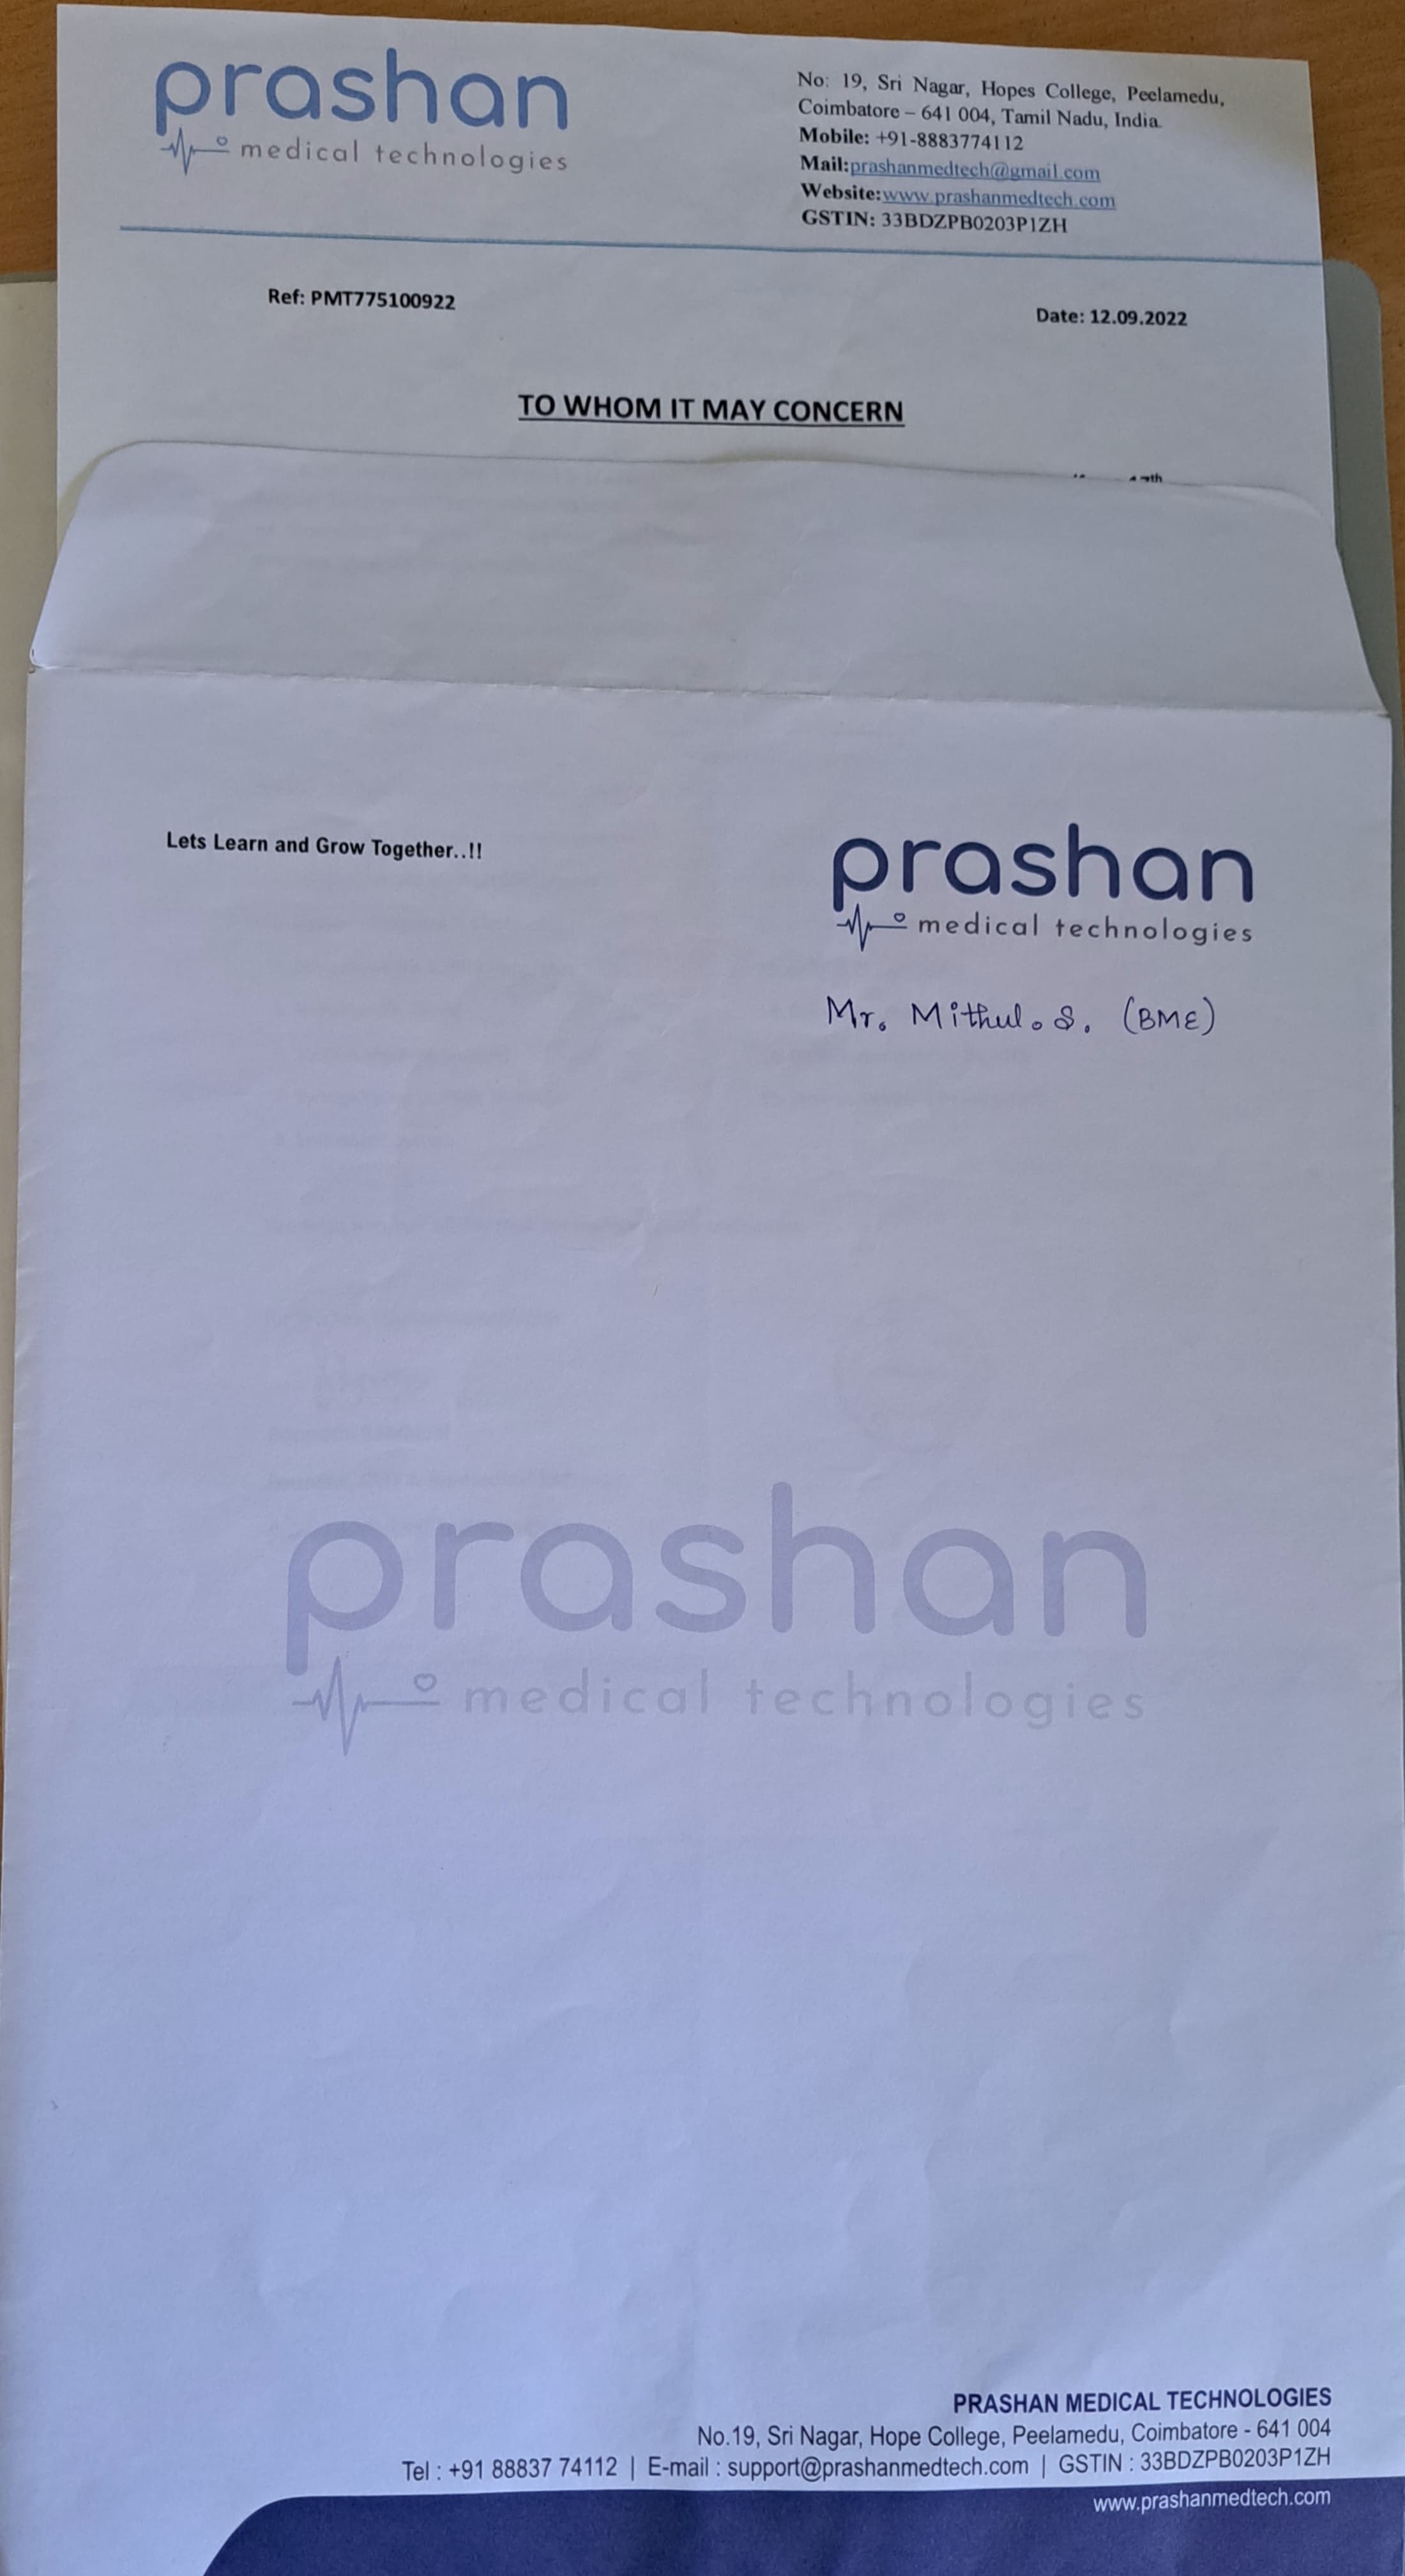 prashan
medical technologies
No: 19, Sri Nagar, Hopes College, Peelamedu,
Coimbatore – 641 004, Tamil Nadu, India.
Mobile: +91-8883774112
Mail:prashanmedtech@gmail.com
Website:www.prashanmedtech.com
GSTIN: 33BDZPB0203P1ZH
Ref: PMT775100922
Date: 12.09.2022
TO WHOM IT MAY CONCERN
Lets Learn and Grow Together..!!
prashan
medical technologies
Mr. Mithul. S. (BME)
prashan
medical technologies
PRASHAN MEDICAL TECHNOLOGIES
No.19, Sri Nagar, Hope College, Peelamedu, Coimbatore - 641 004
Tel : +91 88837 74112 | E-mail : support@prashanmedtech.com | GSTIN : 33BDZPB0203P1ZH
www.prashanmedtech.com